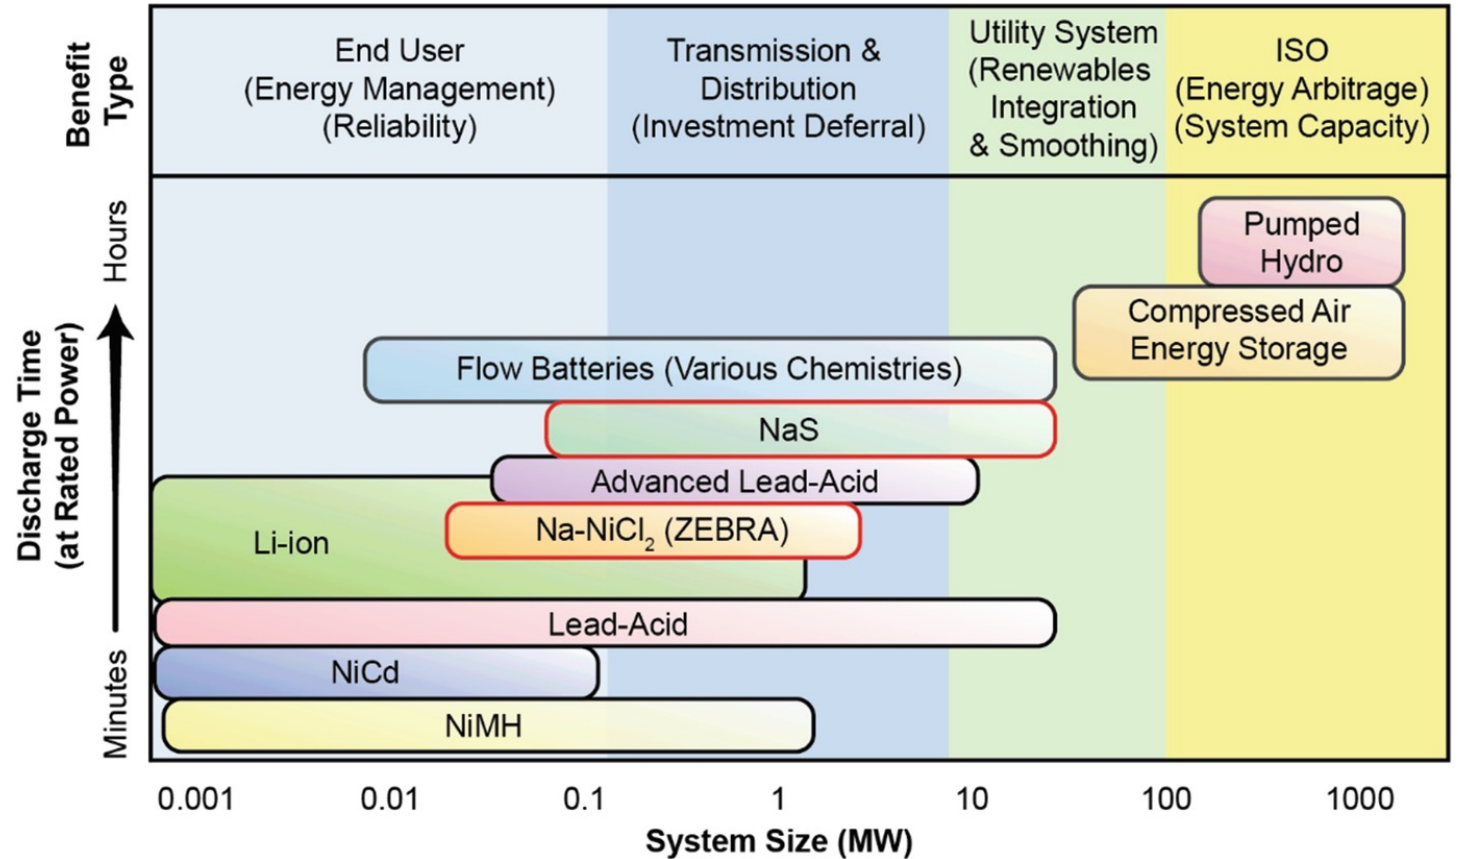 Benefit
Type
End User
(Energy Management)
(Reliability)
Transmission &
Distribution
(Investment Deferral)
Utility System
(Renewables
Integration
& Smoothing)
ISO
(Energy Arbitrage)
(System Capacity)
Discharge Time
(at Rated Power)
Hours
Minutes
Pumped
Hydro
Compressed Air
Energy Storage
Flow Batteries (Various Chemistries)
NaS
Advanced Lead-Acid
Na-NiCl₂ (ZEBRA)
Li-ion
Lead-Acid
NiCd
NiMH
0.001 0.01 0.1 1 10 100 1000
System Size (MW)